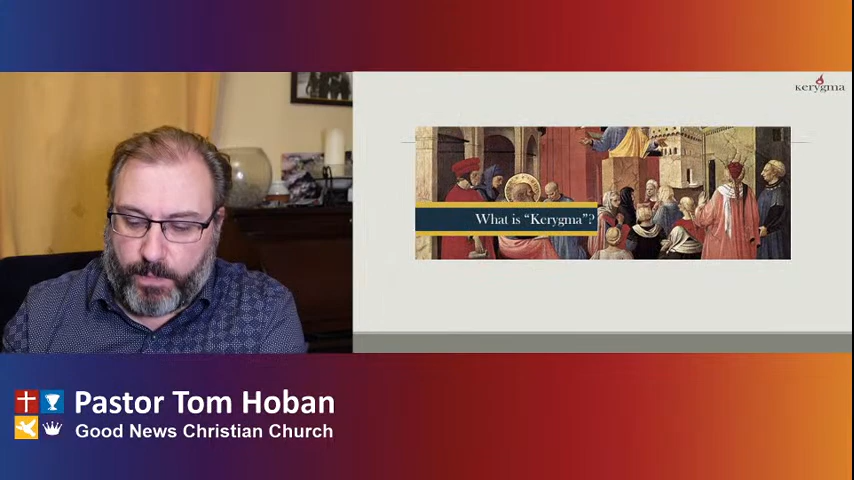 kerygma
What is “Kerygma”?
Pastor Tom Hoban
Good News Christian Church